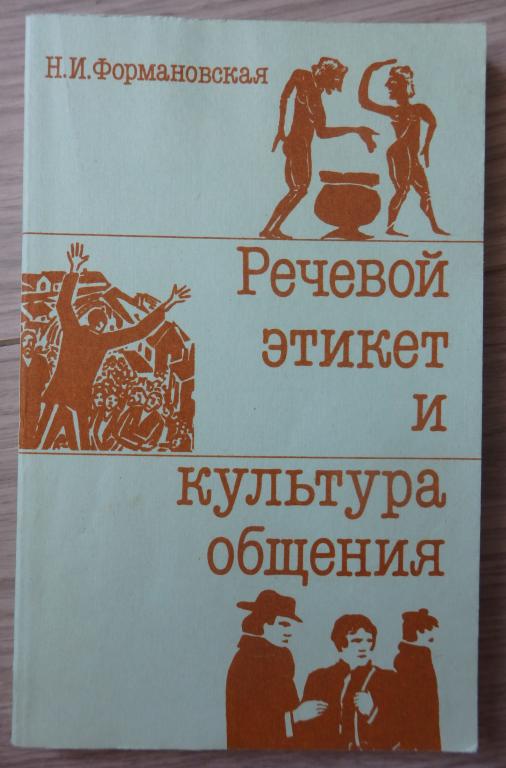 Н.И.Формановская
Речевой
этикет
и
культура
общения